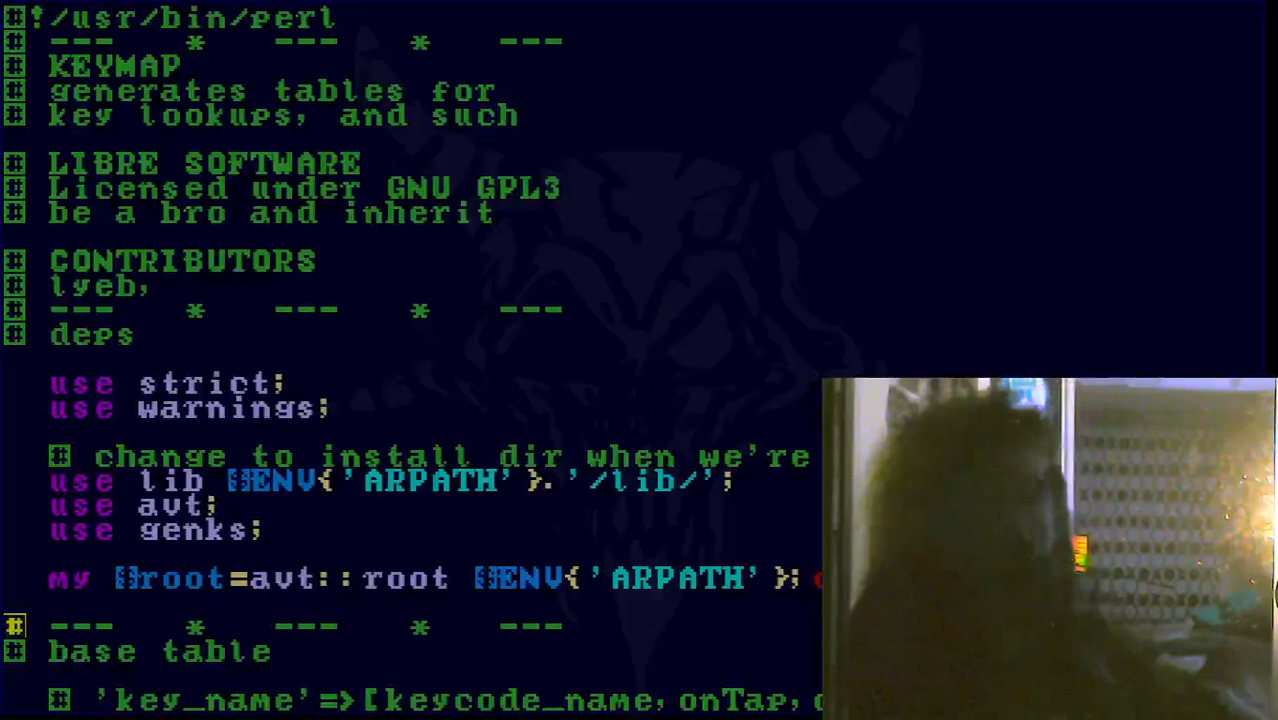 #!/usr/bin/perl
# --- * --- * ---
# KEYMAP
# generates tables for
# key lookups, and such
# LIBRE SOFTWARE
# Licensed under GNU GPL3
# be a bro and inherit
# CONTRIBUTORS
# lyeb,
# --- * --- * ---
# deps
use strict;
use warnings;
# change to install dir when we're
use lib $ENV{'ARPATH'}.'/lib/';
use avt;
use genks;
my $root=avt::root $ENV{'ARPATH'};
# --- * --- * ---
# base table
# 'key_name'=>[keycode_name,onTap,